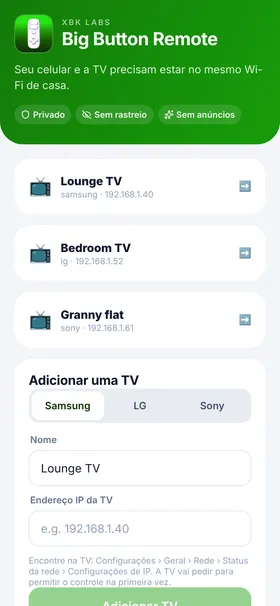 XBK LABS
Big Button Remote
Seu celular e a TV precisam estar no mesmo Wi-
Fi de casa.
Privado
Sem rastreio
Sem anúncios
Lounge TV
samsung · 192.168.1.40
Bedroom TV
lg · 192.168.1.52
Granny flat
sony · 192.168.1.61
Adicionar uma TV
Samsung
LG
Sony
Nome
Lounge TV
Endereço IP da TV
e.g. 192.168.1.40
Encontre na TV: Configurações › Geral › Rede › Status
da rede › Configurações de IP. A TV vai pedir para
permitir o controle na primeira vez.
Adicionar TV